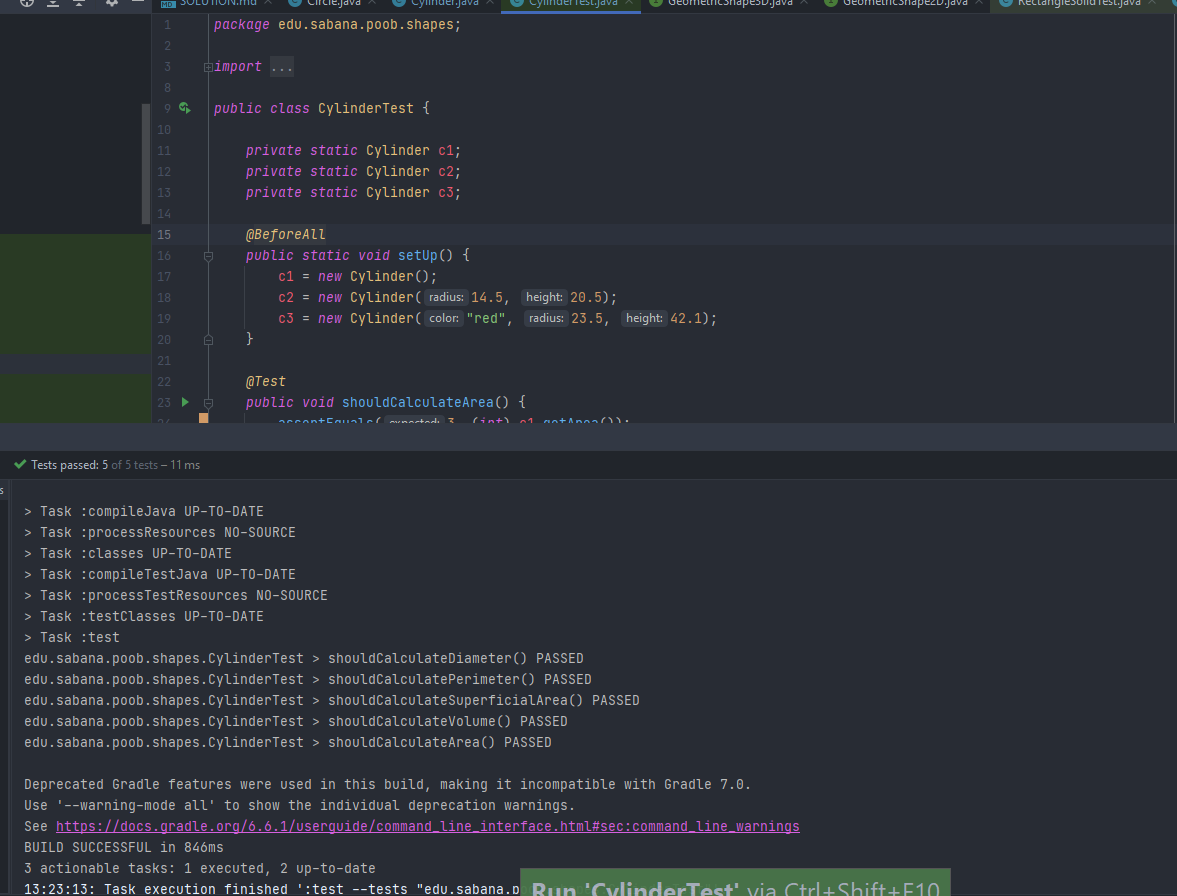 SOLUTION.md Circle.java Cylinder.java CylinderTest.java GeometricShape3D.java GeometricShape2D.java RectangleSolidTest.java
1 package edu.sabana.poob.shapes;
2
3 import ...
8
9 public class CylinderTest {
10
11 private static Cylinder c1;
12 private static Cylinder c2;
13 private static Cylinder c3;
14
15 @BeforeAll
16 public static void setUp() {
17 c1 = new Cylinder();
18 c2 = new Cylinder( radius: 14.5, height: 20.5);
19 c3 = new Cylinder( color: "red", radius: 23.5, height: 42.1);
20 }
21
22 @Test
23 public void shouldCalculateArea() {
24 assertEquals( expected: 3, (int) c1.getArea());
Tests passed: 5 of 5 tests – 11 ms
s
> Task :compileJava UP-TO-DATE
> Task :processResources NO-SOURCE
> Task :classes UP-TO-DATE
> Task :compileTestJava UP-TO-DATE
> Task :processTestResources NO-SOURCE
> Task :testClasses UP-TO-DATE
> Task :test
edu.sabana.poob.shapes.CylinderTest > shouldCalculateDiameter() PASSED
edu.sabana.poob.shapes.CylinderTest > shouldCalculatePerimeter() PASSED
edu.sabana.poob.shapes.CylinderTest > shouldCalculateSuperficialArea() PASSED
edu.sabana.poob.shapes.CylinderTest > shouldCalculateVolume() PASSED
edu.sabana.poob.shapes.CylinderTest > shouldCalculateArea() PASSED
Deprecated Gradle features were used in this build, making it incompatible with Gradle 7.0.
Use '--warning-mode all' to show the individual deprecation warnings.
See https://docs.gradle.org/6.6.1/userguide/command_line_interface.html#sec:command_line_warnings
BUILD SUCCESSFUL in 846ms
3 actionable tasks: 1 executed, 2 up-to-date
13:23:13: Task execution finished ':test --tests "edu.sabana.p
Run 'CylinderTest' via Ctrl+Shift+F10